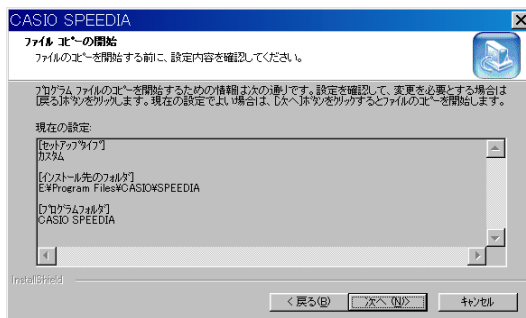 CASIO SPEEDIA
ファイル コピーの開始
ファイルのコピーを開始する前に、設定内容を確認してください。
プログラム ファイルのコピーを開始するための情報は次の通りです。設定を確認して、変更を必要とする場合は
[戻る]ボタンをクリックします。現在の設定でよい場合は、[次へ]ボタンをクリックするとファイルのコピーを開始します。
現在の設定:
[セットアップタイプ]
カスタム
[インストール先のフォルダ]
E¥Program Files¥CASIO¥SPEEDIA
[プログラムフォルダ]
CASIO SPEEDIA
InstallShield
< 戻る(B)
次へ (N)>
キャンセル